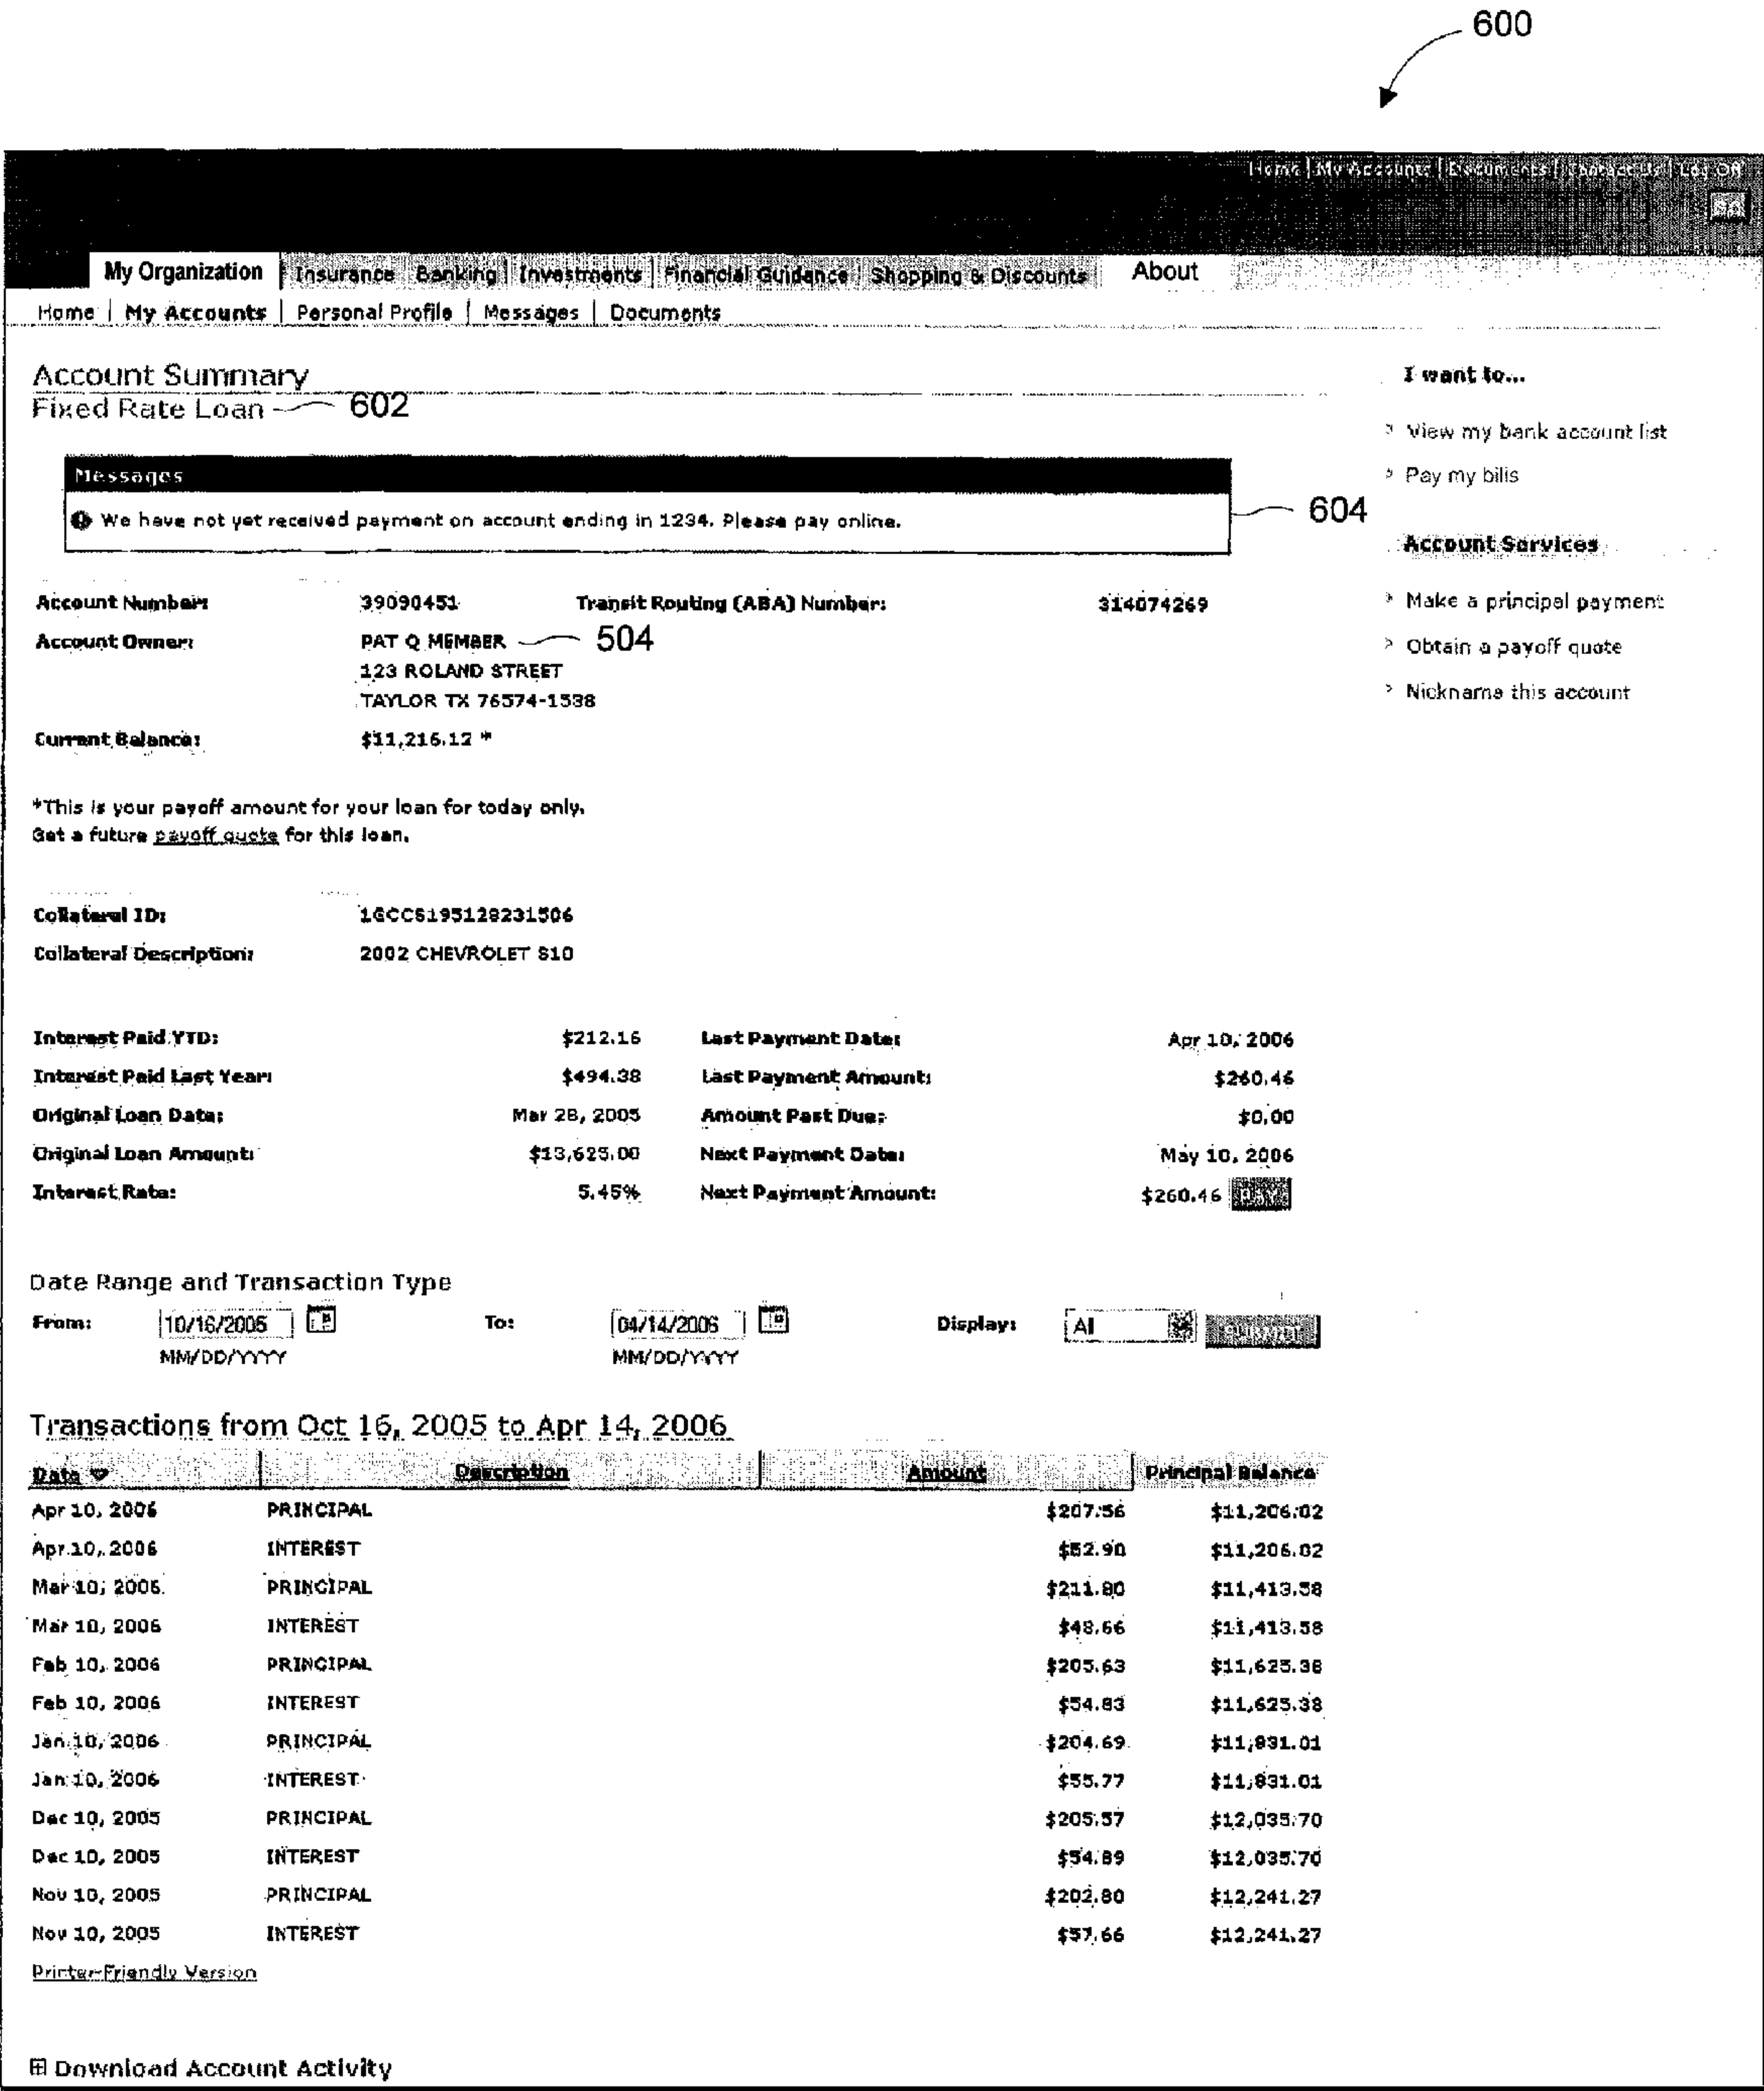 600
Home | My Accounts | Documents | Contact Us | Log Off
GO
My Organization | Insurance | Banking | Investments | Financial Guidance | Shopping & Discounts | About
Home | My Accounts | Personal Profile | Messages | Documents
Account Summary
Fixed Rate Loan 602
I want to...
> View my bank account list
> Pay my bills
Messages
We have not yet received payment on account ending in 1234. Please pay online.
604
Account Services
> Make a principal payment
> Obtain a payoff quote
> Nickname this account
Account Number: 39090451 Transit Routing (ABA) Number: 314074269
Account Owner: PAT Q MEMBER 504
123 ROLAND STREET
TAYLOR TX 76574-1538
Current Balance: $11,216.12 *
*This is your payoff amount for your loan for today only.
Get a future payoff quote for this loan.
Collateral ID: 1GCCS195128231506
Collateral Description: 2002 CHEVROLET S10
Interest Paid YTD: $212.16 Last Payment Date: Apr 10, 2006
Interest Paid Last Year: $494.38 Last Payment Amount: $260.46
Original Loan Date: Mar 28, 2005 Amount Past Due: $0.00
Original Loan Amount: $13,625.00 Next Payment Date: May 10, 2006
Interest Rate: 5.45% Next Payment Amount: $260.46 PAY
Date Range and Transaction Type
From: 10/16/2005 To: 04/14/2006 Display: All SUBMIT
MM/DD/YYYY MM/DD/YYYY
Transactions from Oct 16, 2005 to Apr 14, 2006
Date Description Amount Principal Balance
Apr 10, 2006 PRINCIPAL $207.56 $11,206.02
Apr 10, 2006 INTEREST $52.90 $11,206.02
Mar 10, 2006 PRINCIPAL $211.80 $11,413.58
Mar 10, 2006 INTEREST $48.66 $11,413.58
Feb 10, 2006 PRINCIPAL $205.63 $11,625.38
Feb 10, 2006 INTEREST $54.83 $11,625.38
Jan 10, 2006 PRINCIPAL $204.69 $11,831.01
Jan 10, 2006 INTEREST $55.77 $11,831.01
Dec 10, 2005 PRINCIPAL $205.57 $12,035.70
Dec 10, 2005 INTEREST $54.89 $12,035.70
Nov 10, 2005 PRINCIPAL $202.80 $12,241.27
Nov 10, 2005 INTEREST $57.66 $12,241.27
Printer-Friendly Version
Download Account Activity